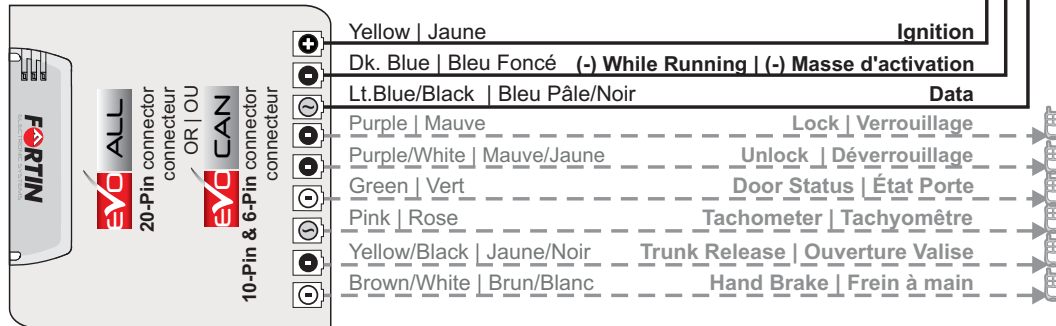 Yellow | Jaune Ignition
Dk. Blue | Bleu Foncé (-) While Running | (-) Masse d'activation
Lt.Blue/Black | Bleu Pâle/Noir Data
Purple | Mauve Lock | Verrouillage
Purple/White | Mauve/Jaune Unlock | Déverrouillage
Green | Vert Door Status | État Porte
Pink | Rose Tachometer | Tachyomêtre
Yellow/Black | Jaune/Noir Trunk Release | Ouverture Valise
Brown/White | Brun/Blanc Hand Brake | Frein à main
FORTIN
ELECTRONIC SYSTEMS
EVO ALL
20-Pin connector
connecteur
OR | OU
EVO CAN
10-Pin & 6-Pin connector
connecteur